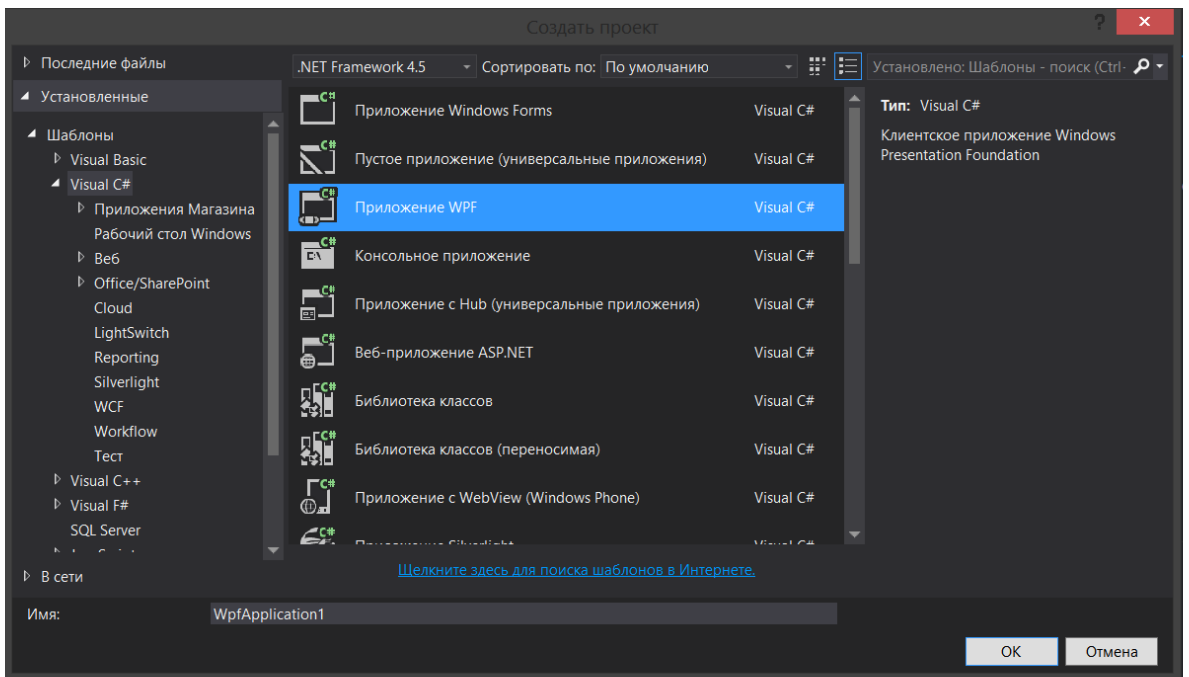 Создать проект
?
Последние файлы
.NET Framework 4.5
Сортировать по: По умолчанию
Установлено: Шаблоны - поиск (Ctrl-
Установленные
Шаблоны
Visual Basic
Visual C#
Приложения Магазина
Рабочий стол Windows
Веб
Office/SharePoint
Cloud
LightSwitch
Reporting
Silverlight
WCF
Workflow
Тест
Visual C++
Visual F#
SQL Server
В сети
C# Приложение Windows Forms Visual C#
C# Пустое приложение (универсальные приложения) Visual C#
C# Приложение WPF Visual C#
C# Консольное приложение Visual C#
C# Приложение с Hub (универсальные приложения) Visual C#
C# Веб-приложение ASP.NET Visual C#
C# Библиотека классов Visual C#
C# Библиотека классов (переносимая) Visual C#
C# Приложение с WebView (Windows Phone) Visual C#
C# Приложение Silverlight Visual C#
Щелкните здесь для поиска шаблонов в Интернете.
Тип: Visual C#
Клиентское приложение Windows
Presentation Foundation
Имя: WpfApplication1
OK
Отмена